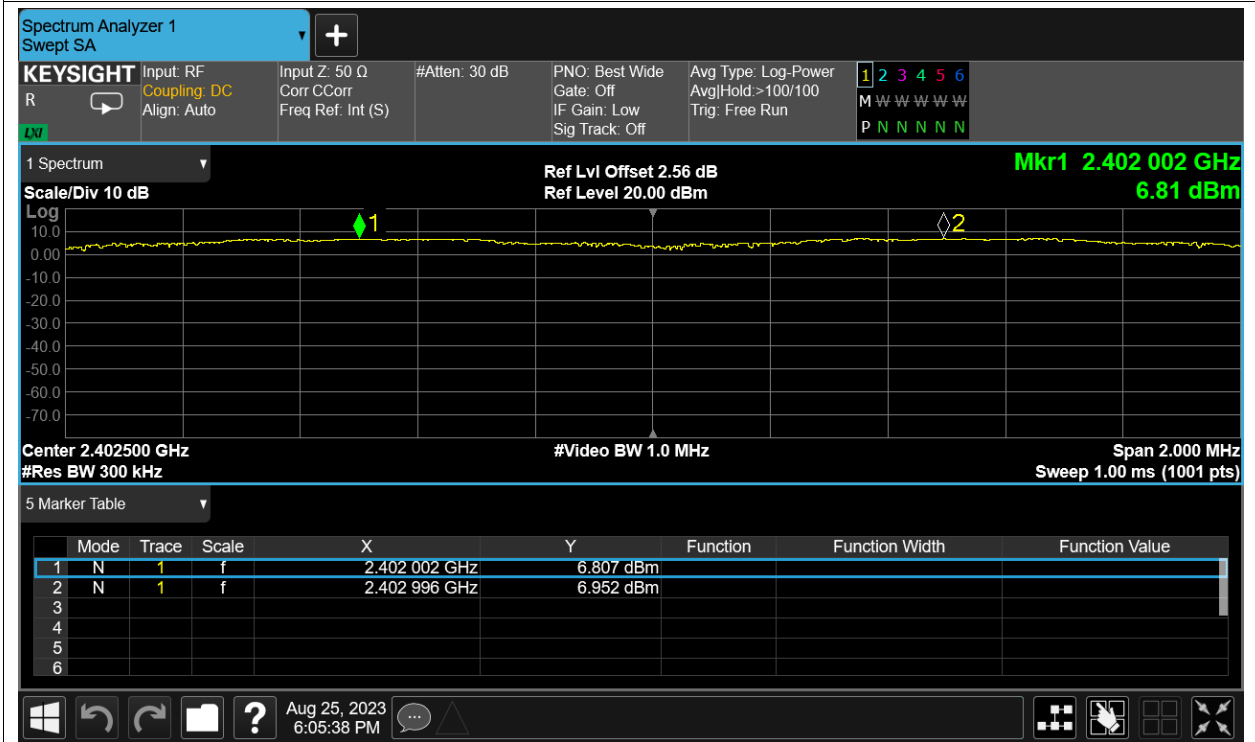 Spectrum Analyzer 1
Swept SA
+
KEYSIGHT Input: RF Input Z: 50 Ω #Atten: 30 dB PNO: Best Wide Avg Type: Log-Power 1 2 3 4 5 6
R Coupling: DC Corr CCorr Gate: Off Avg|Hold:>100/100 M W W W W W
Align: Auto Freq Ref: Int (S) IF Gain: Low Trig: Free Run
LXI Sig Track: Off P N N N N N
1 Spectrum Ref Lvl Offset 2.56 dB Mkr1 2.402 002 GHz
Scale/Div 10 dB Ref Level 20.00 dBm 6.81 dBm
Log
1 2
10.0
0.00
-10.0
-20.0
-30.0
-40.0
-50.0
-60.0
-70.0
Center 2.402500 GHz #Video BW 1.0 MHz Span 2.000 MHz
#Res BW 300 kHz Sweep 1.00 ms (1001 pts)
5 Marker Table
Mode Trace Scale X Y Function Function Width Function Value
1 N 1 f 2.402 002 GHz 6.807 dBm
2 N 1 f 2.402 996 GHz 6.952 dBm
3
4
5
6
? Aug 25, 2023
6:05:38 PM